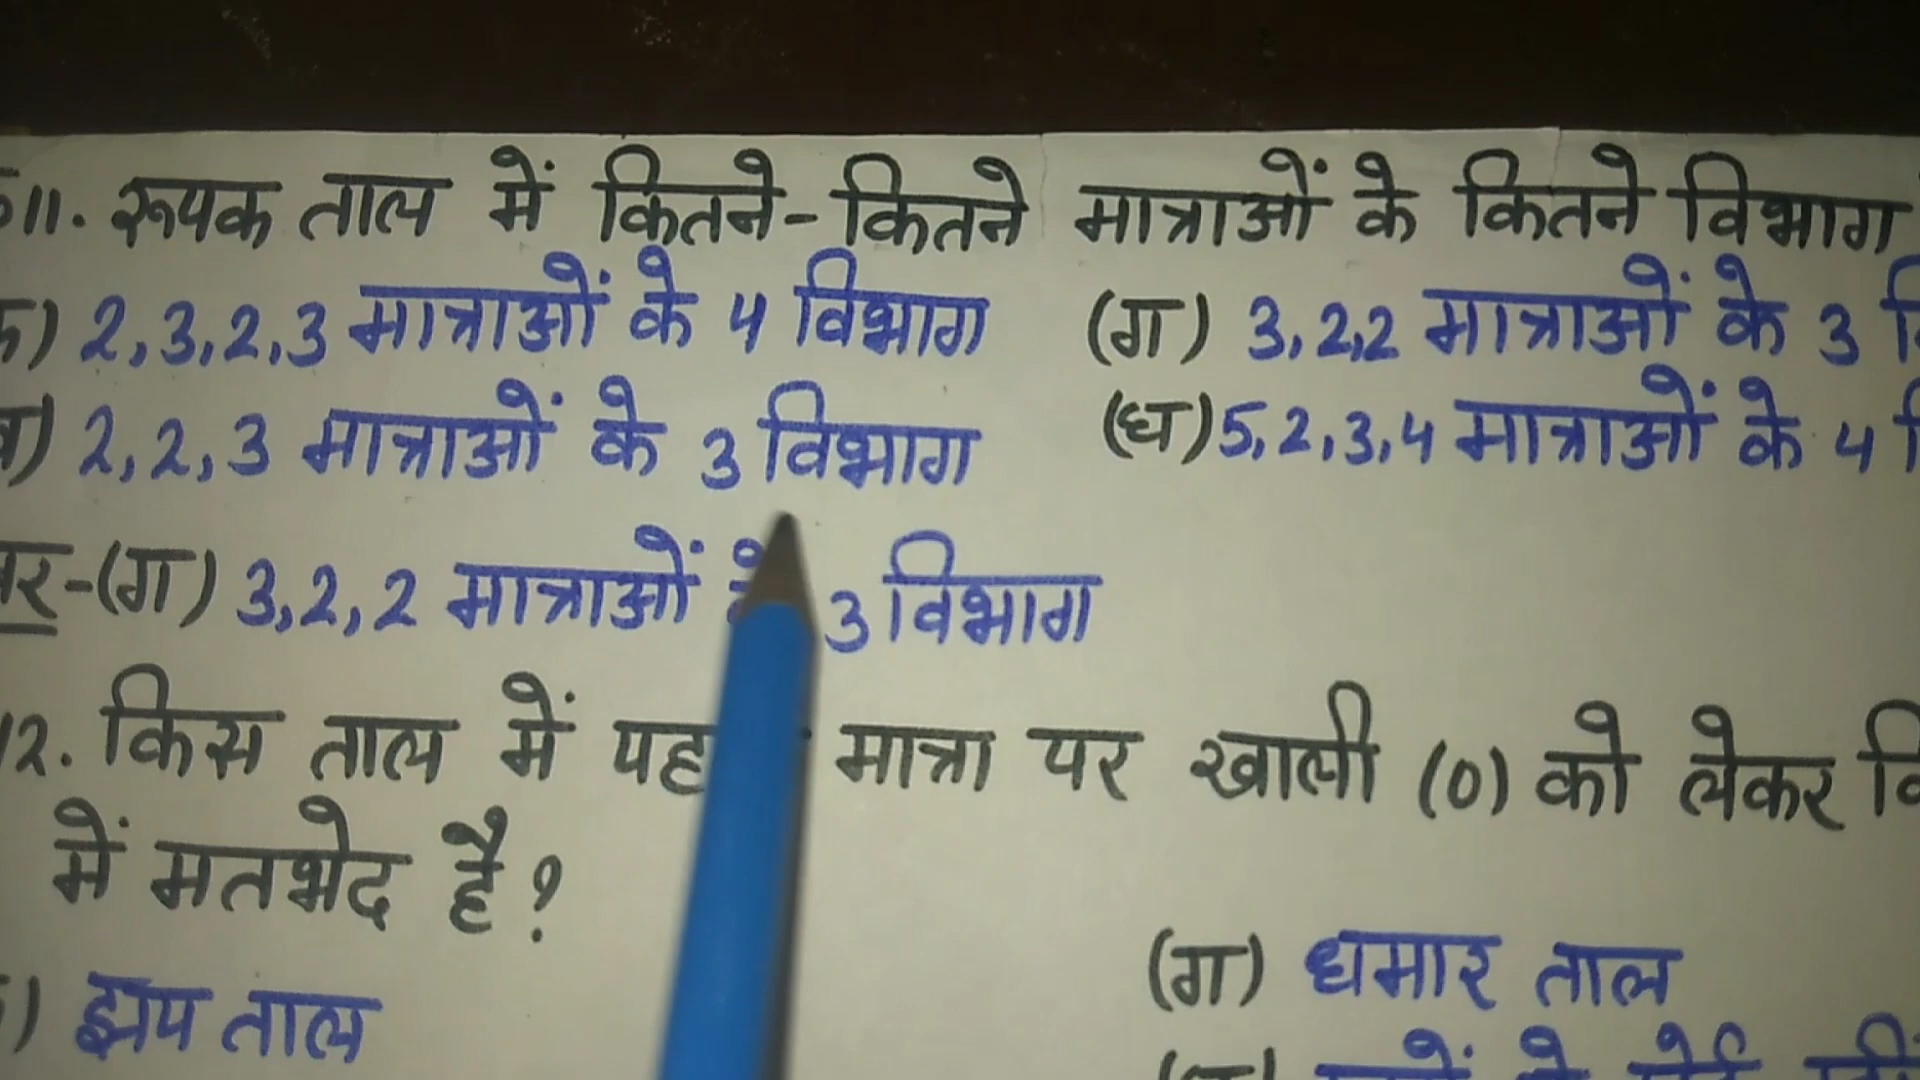 11. रूपक ताल में कितने-कितने मात्राओं के कितने विभाग
2,3,2,3 मात्राओं के 4 विभाग (ग) 3,2,2 मात्राओं के 3
2,2,3 मात्राओं के 3 विभाग (घ) 5,2,3,4 मात्राओं के 4
(ग) 3,2,2 मात्राओं 3 विभाग
12. किस ताल में मात्रा पर खाली (0) को लेकर
में मतभेद है?
झप ताल (ग) धमार ताल